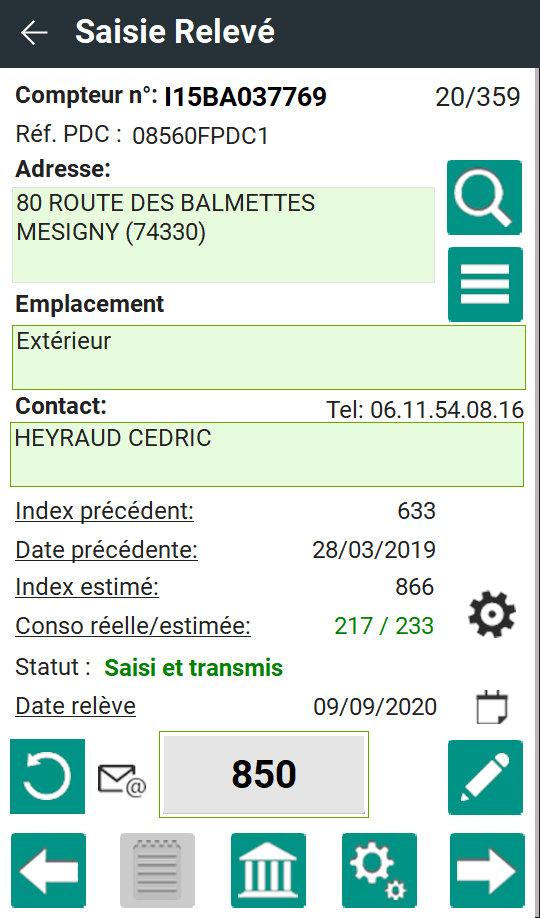 Saisie Relevé
Compteur n°: I15BA037769 20/359
Réf. PDC : 08560FPDC1
Adresse:
80 ROUTE DES BALMETTES
MESIGNY (74330)
Emplacement
Extérieur
Contact: Tel: 06.11.54.08.16
HEYRAUD CEDRIC
Index précédent: 633
Date précédente: 28/03/2019
Index estimé: 866
Conso réelle/estimée: 217 / 233
Statut : Saisi et transmis
Date relève 09/09/2020
@ 850